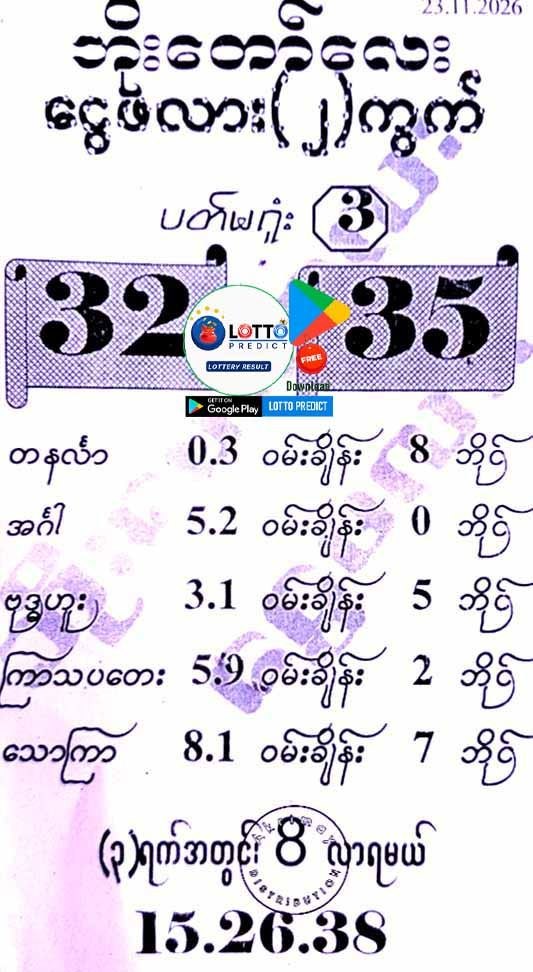 23.11.2026
ဘိုးတော်လေး
ငွေဖလား(၂)ကွက်
ပတ်မဂုံး 3
32 35
LOTTO
PREDICT
LOTTERY RESULT
FREE
Download
GET IT ON
Google Play LOTTO PREDICT
တနင်္လာ 0.3 ဝမ်းချိန်း 8 ဘိုင်
အင်္ဂါ 5.2 ဝမ်းချိန်း 0 ဘိုင်
ဗုဒ္ဓဟူး 3.1 ဝမ်းချိန်း 5 ဘိုင်
ကြာသပတေး 5.9 ဝမ်းချိန်း 2 ဘိုင်
သောကြာ 8.1 ဝမ်းချိန်း 7 ဘိုင်
(၃)ရက်အတွင်း 8 လာရမယ်
DISTRIBUTION
15.26.38